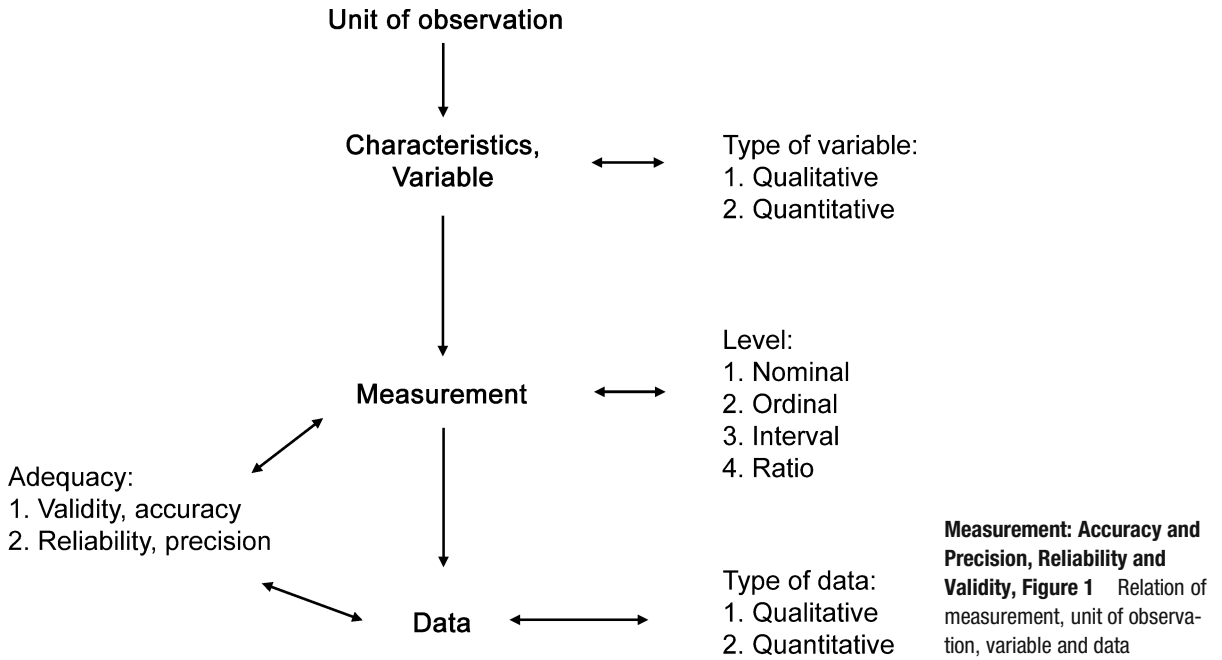 Unit of observation
Characteristics,
Variable
Type of variable:
1. Qualitative
2. Quantitative
Measurement
Level:
1. Nominal
2. Ordinal
3. Interval
4. Ratio
Adequacy:
1. Validity, accuracy
2. Reliability, precision
Data
Type of data:
1. Qualitative
2. Quantitative
Measurement: Accuracy and
Precision, Reliability and
Validity, Figure 1 Relation of
measurement, unit of observa-
tion, variable and data